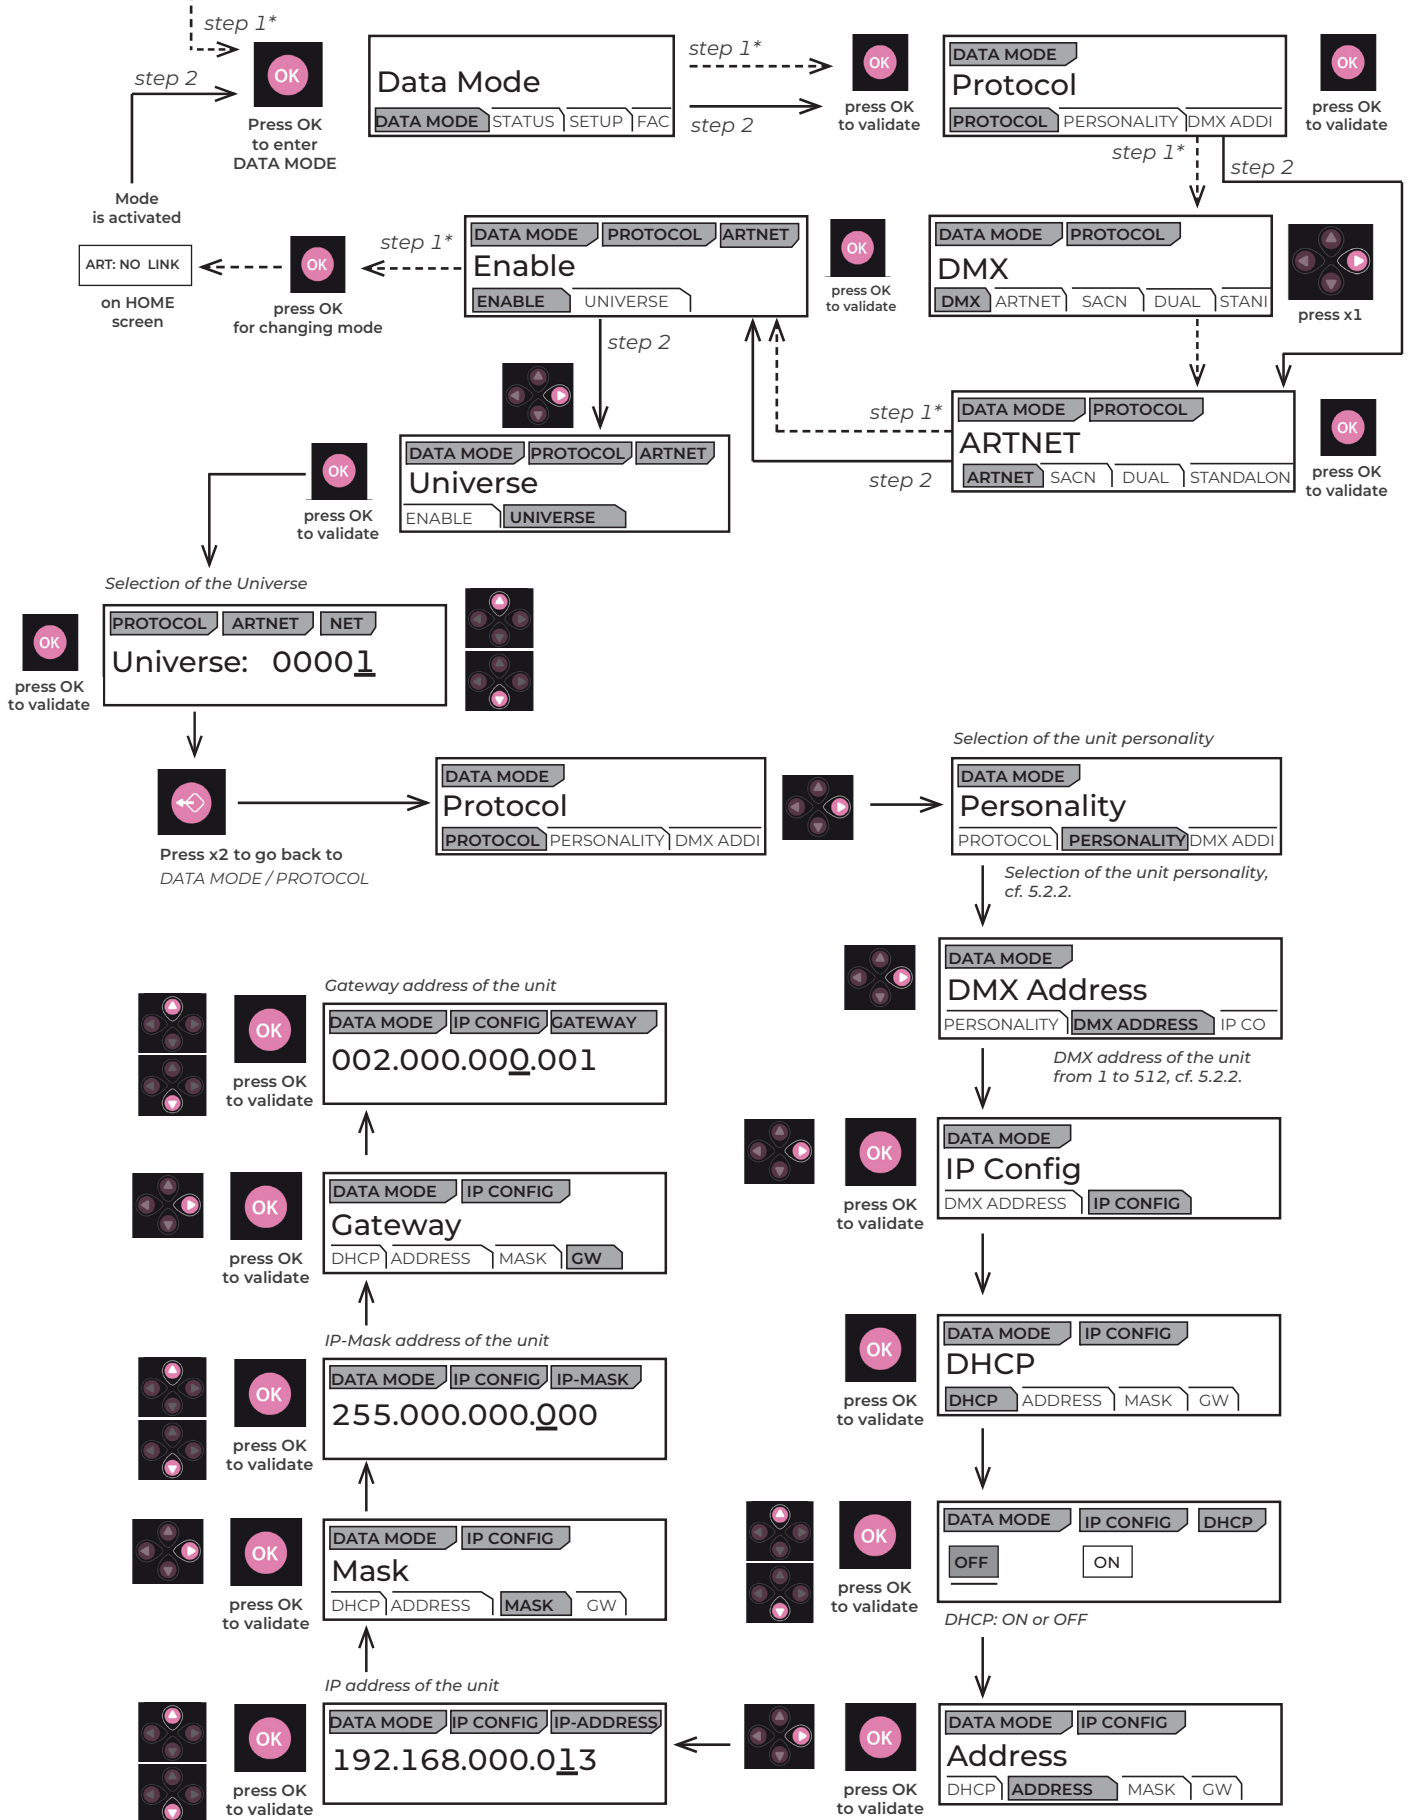 step 1*
step 2
OK
Press OK
to enter
DATA MODE
Mode
is activated
Data Mode
DATA MODE STATUS SETUP FAC
step 1*
step 2
OK
press OK
to validate
DATA MODE
Protocol
PROTOCOL PERSONALITY DMX ADDI
OK
press OK
to validate
step 1*
step 2
DATA MODE PROTOCOL
DMX
DMX ARTNET SACN DUAL STANI
press x1
DATA MODE PROTOCOL ARTNET
Enable
ENABLE UNIVERSE
OK
press OK
to validate
step 1*
OK
press OK
for changing mode
ART: NO LINK
on HOME
screen
step 2
step 1*
step 2
DATA MODE PROTOCOL
ARTNET
ARTNET SACN DUAL STANDALON
OK
press OK
to validate
DATA MODE PROTOCOL ARTNET
Universe
ENABLE UNIVERSE
OK
press OK
to validate
Selection of the Universe
PROTOCOL ARTNET NET
Universe: 00001
OK
press OK
to validate
Press x2 to go back to
DATA MODE / PROTOCOL
DATA MODE
Protocol
PROTOCOL PERSONALITY DMX ADDI
Selection of the unit personality
DATA MODE
Personality
PROTOCOL PERSONALITY DMX ADDI
Selection of the unit personality,
cf. 5.2.2.
DATA MODE
DMX Address
PERSONALITY DMX ADDRESS IP CO
DMX address of the unit
from 1 to 512, cf. 5.2.2.
OK
press OK
to validate
DATA MODE
IP Config
DMX ADDRESS IP CONFIG
OK
press OK
to validate
DATA MODE IP CONFIG
DHCP
DHCP ADDRESS MASK GW
OK
press OK
to validate
DATA MODE IP CONFIG DHCP
OFF ON
DHCP: ON or OFF
OK
press OK
to validate
DATA MODE IP CONFIG
Address
DHCP ADDRESS MASK GW
IP address of the unit
OK
press OK
to validate
DATA MODE IP CONFIG IP-ADDRESS
192.168.000.013
OK
press OK
to validate
DATA MODE IP CONFIG
Mask
DHCP ADDRESS MASK GW
IP-Mask address of the unit
OK
press OK
to validate
DATA MODE IP CONFIG IP-MASK
255.000.000.000
OK
press OK
to validate
DATA MODE IP CONFIG
Gateway
DHCP ADDRESS MASK GW
Gateway address of the unit
OK
press OK
to validate
DATA MODE IP CONFIG GATEWAY
002.000.000.001